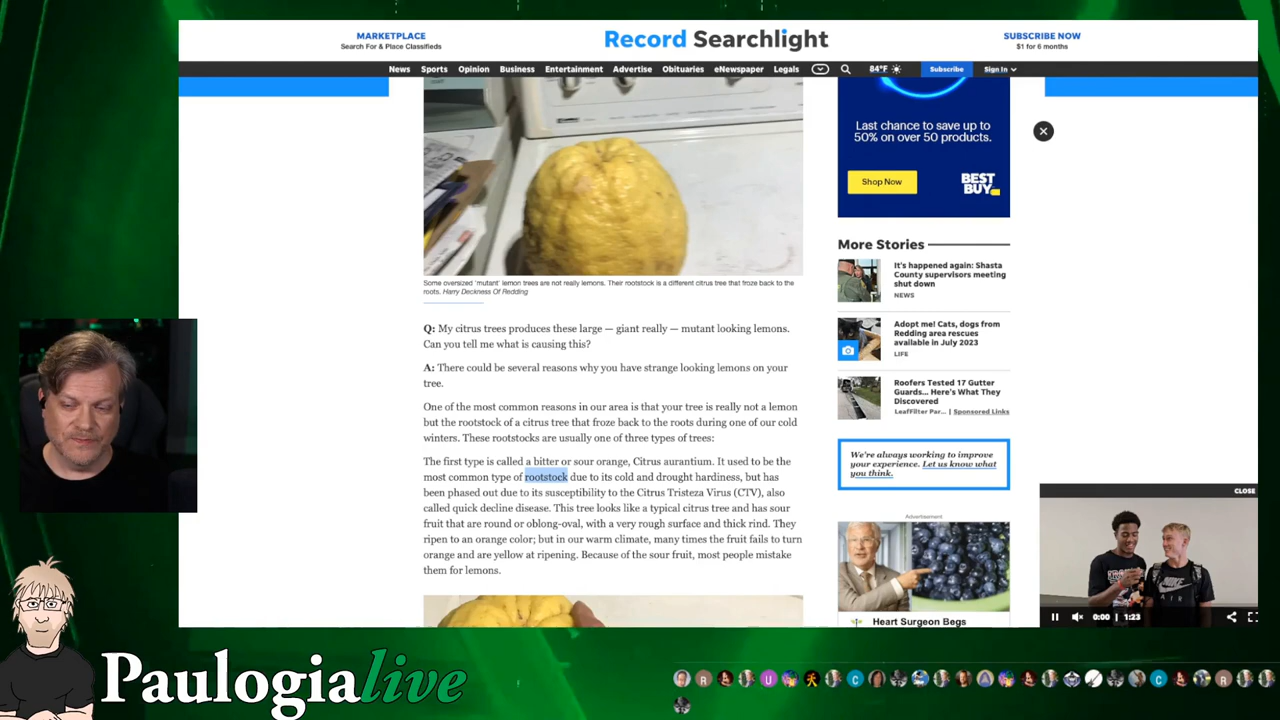 MARKETPLACE
Search For & Place Classifieds
Record Searchlight
SUBSCRIBE NOW
$1 for 6 months
News Sports Opinion Business Entertainment Advertise Obituaries eNewspaper Legals 84°F Subscribe Sign In
Some oversized 'mutant' lemon trees are not really lemons. Their rootstock is a different citrus tree that froze back to the
roots. Harry Deckness Of Redding
Q: My citrus trees produces these large — giant really — mutant looking lemons.
Can you tell me what is causing this?
A: There could be several reasons why you have strange looking lemons on your
tree.
One of the most common reasons in our area is that your tree is really not a lemon
but the rootstock of a citrus tree that froze back to the roots during one of our cold
winters. These rootstocks are usually one of three types of trees:
The first type is called a bitter or sour orange, Citrus aurantium. It used to be the
most common type of rootstock due to its cold and drought hardiness, but has
been phased out due to its susceptibility to the Citrus Tristeza Virus (CTV), also
called quick decline disease. This tree looks like a typical citrus tree and has sour
fruit that are round or oblong-oval, with a very rough surface and thick rind. They
ripen to an orange color; but in our warm climate, many times the fruit fails to turn
orange and are yellow at ripening. Because of the sour fruit, most people mistake
them for lemons.
Last chance to save up to
50% on over 50 products.
Shop Now
BEST
BUY
More Stories
It's happened again: Shasta
County supervisors meeting
shut down
NEWS
Adopt me! Cats, dogs from
Redding area rescues
available in July 2023
LIFE
Roofers Tested 17 Gutter
Guards... Here's What They
Discovered
LeafFilter Par... | Sponsored Links
We're always working to improve
your experience. Let us know what
you think.
Advertisement
Heart Surgeon Begs
CLOSE
NIKE
0:00 | 1:23
Paulogialive